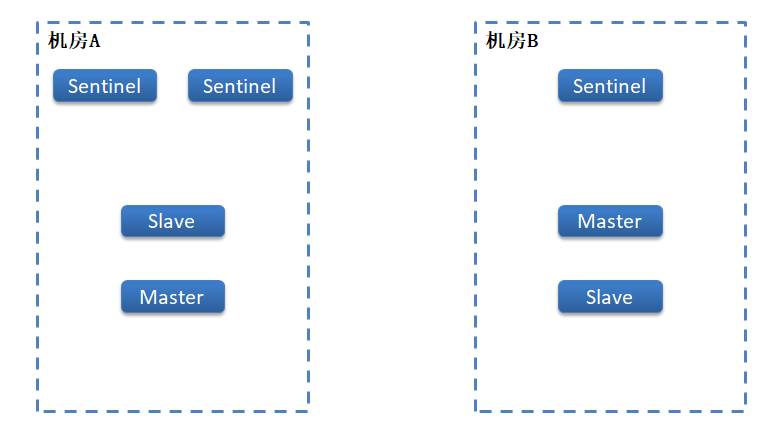 机房A
Sentinel
Sentinel
Slave
Master
机房B
Sentinel
Master
Slave